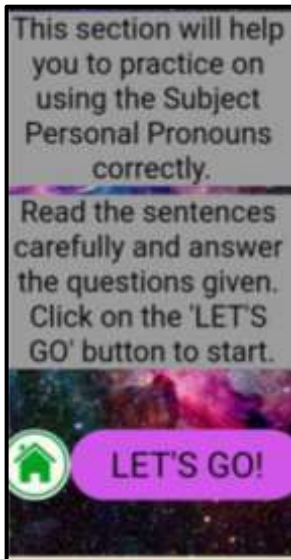 This section will help
you to practice on
using the Subject
Personal Pronouns
correctly.
Read the sentences
carefully and answer
the questions given.
Click on the 'LET'S
GO' button to start.
LET'S GO!